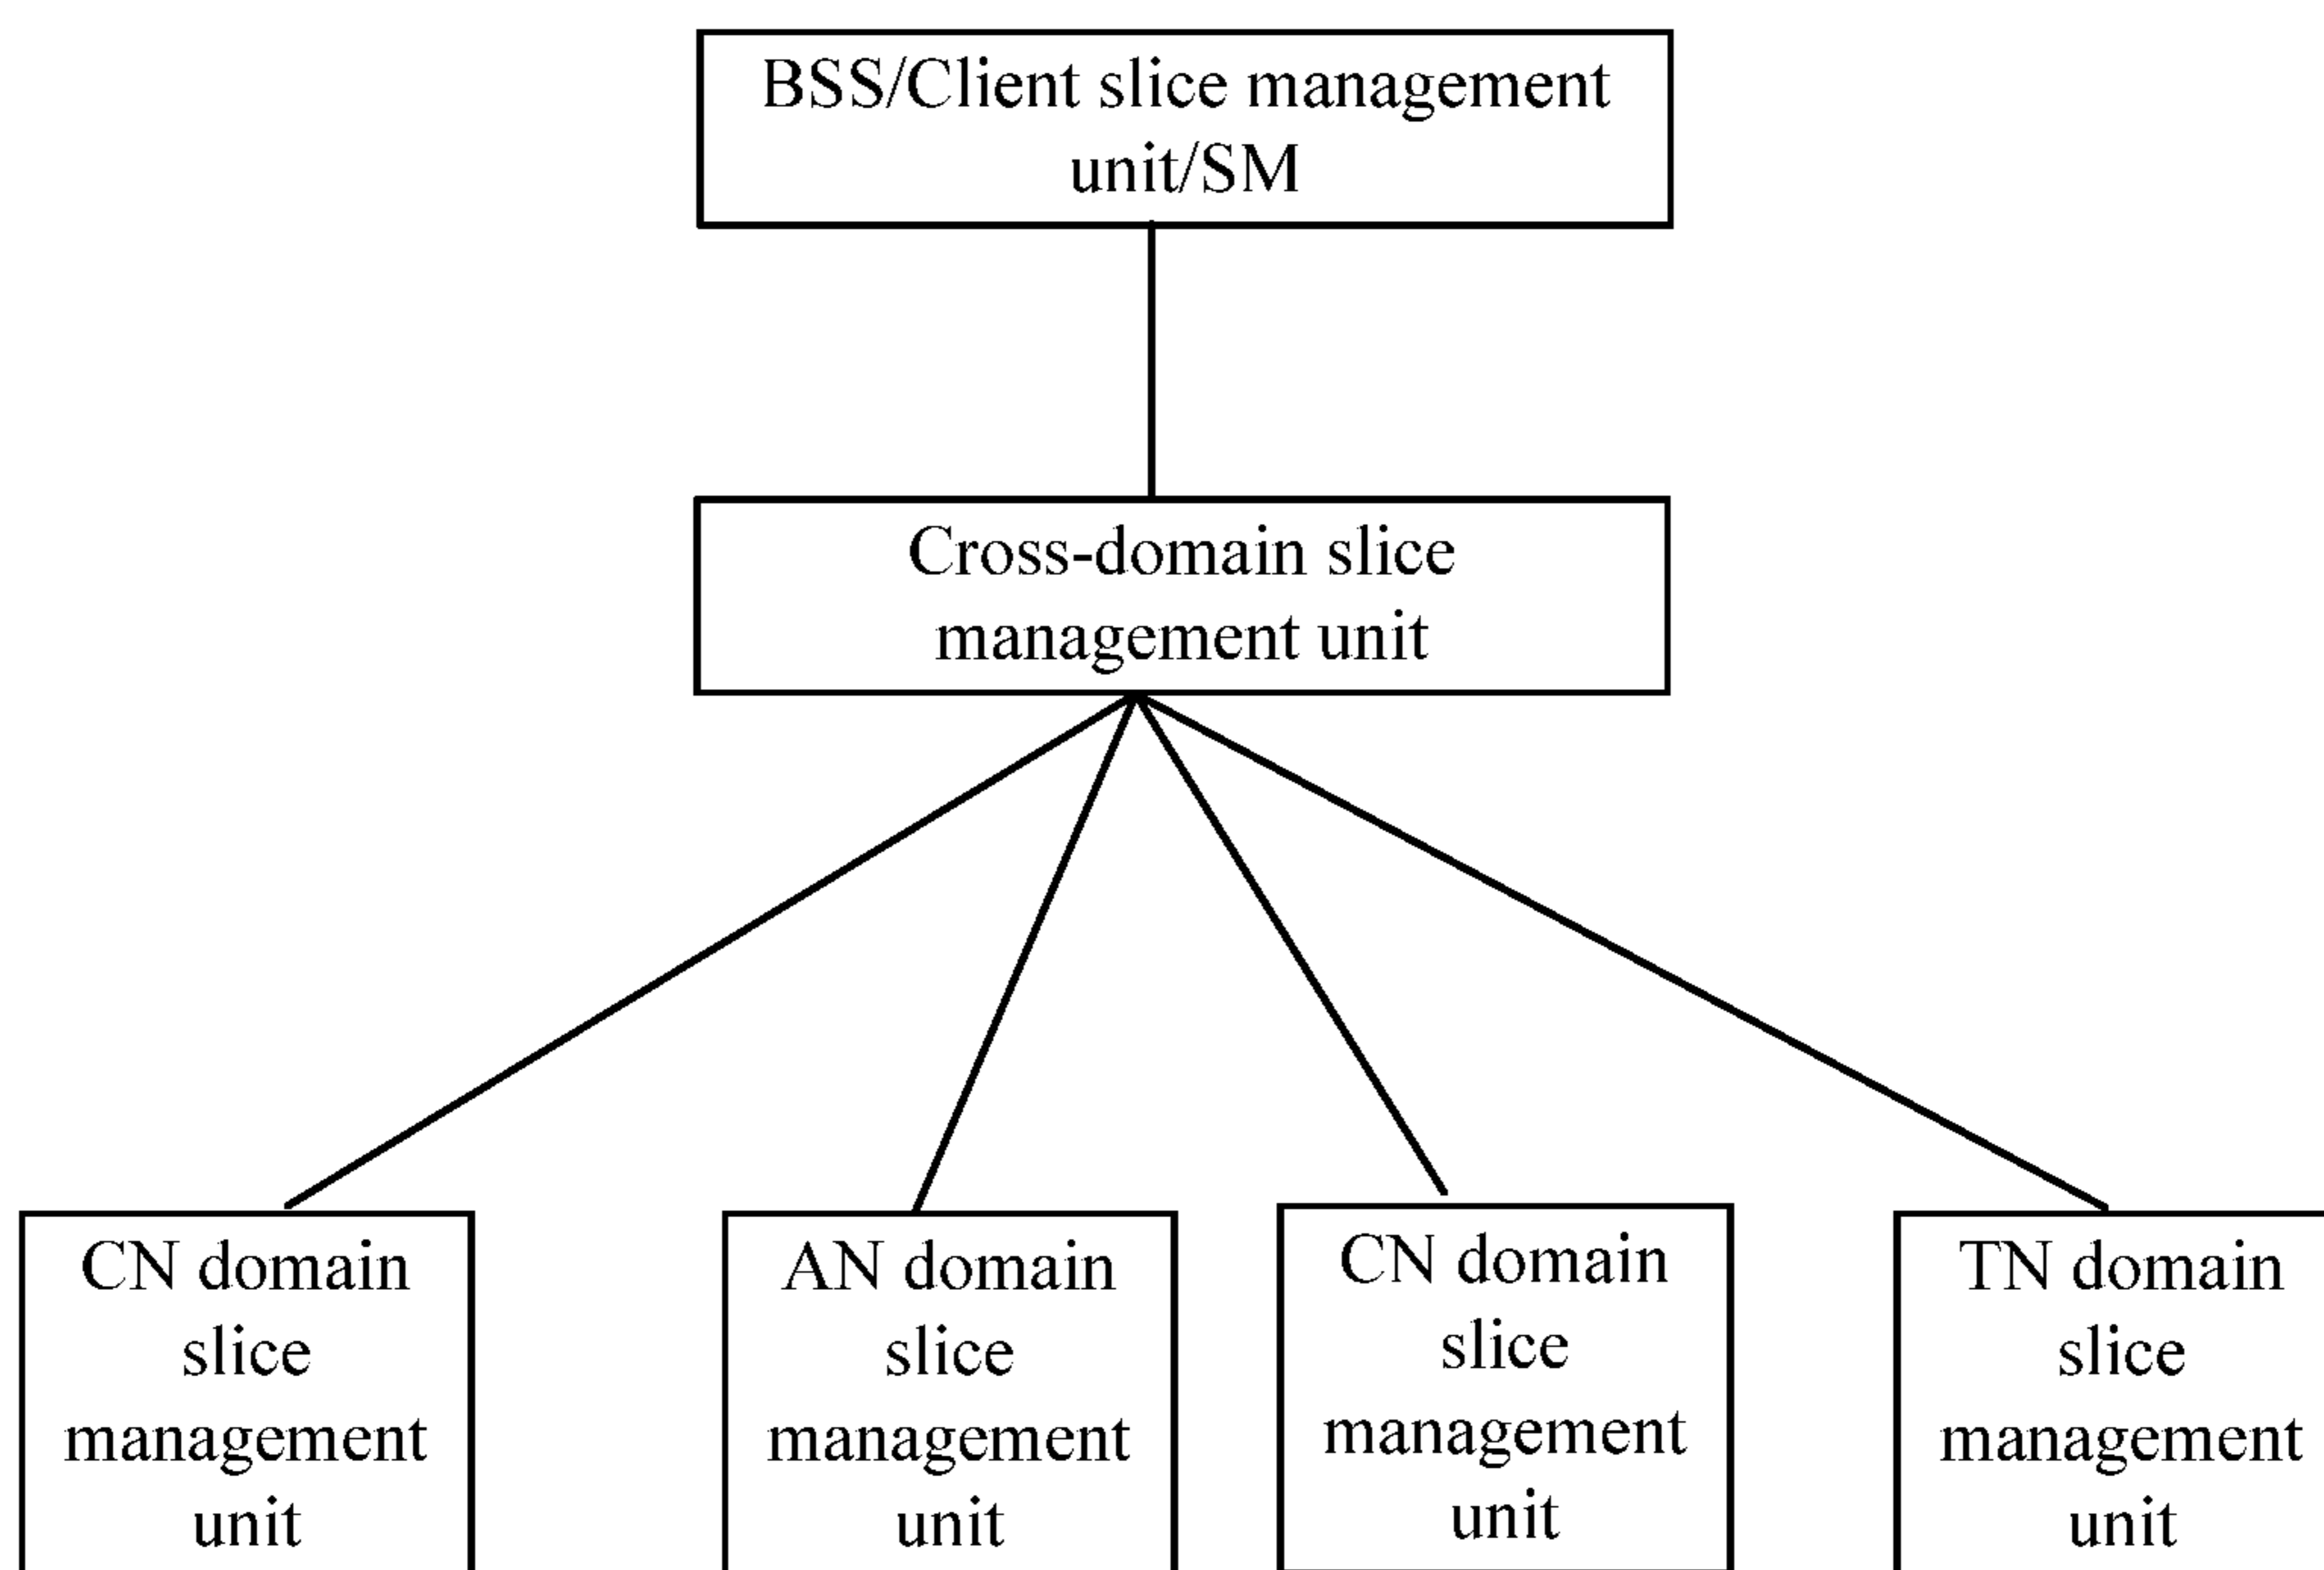 BSS/Client slice management
unit/SM
Cross-domain slice
management unit
CN domain
slice
management
unit
AN domain
slice
management
unit
CN domain
slice
management
unit
TN domain
slice
management
unit